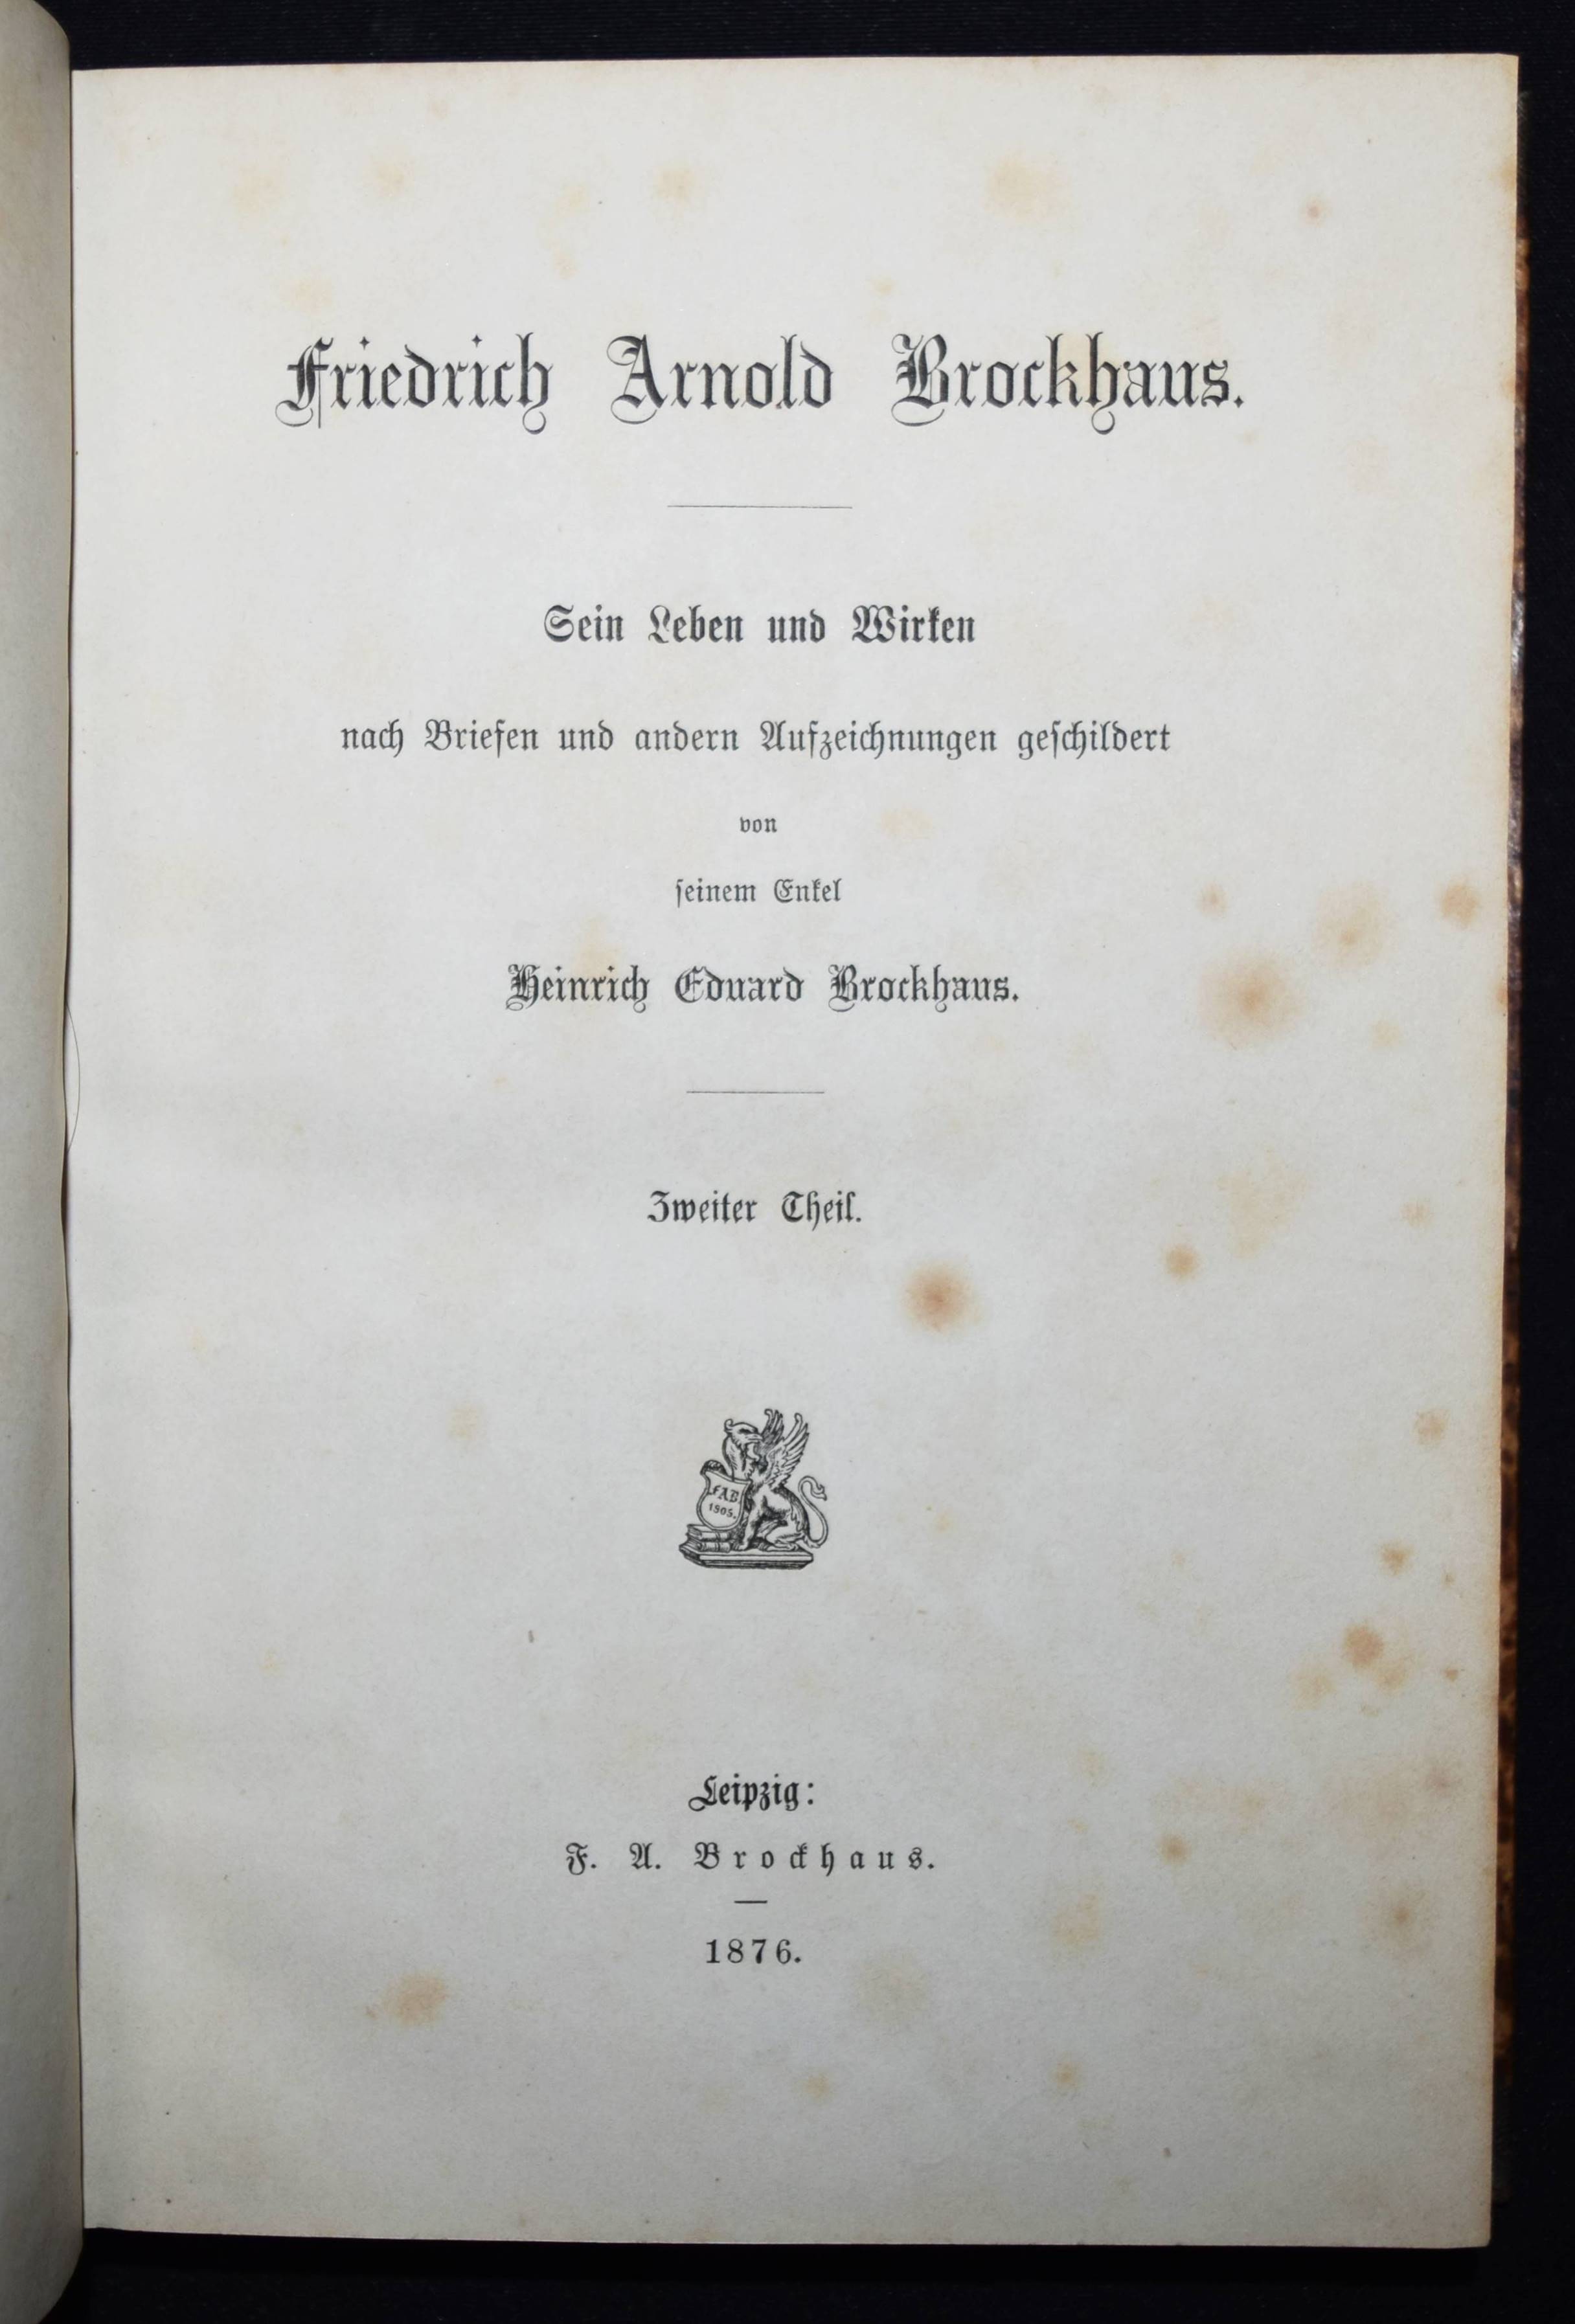 Friedrich Arnold Brockhaus.
Sein Leben und Wirken
nach Briefen und andern Aufzeichnungen geschildert
von
seinem Enkel
Heinrich Eduard Brockhaus.
Zweiter Theil.
FAB
1805.
Leipzig:
F. A. Brockhaus.
1876.